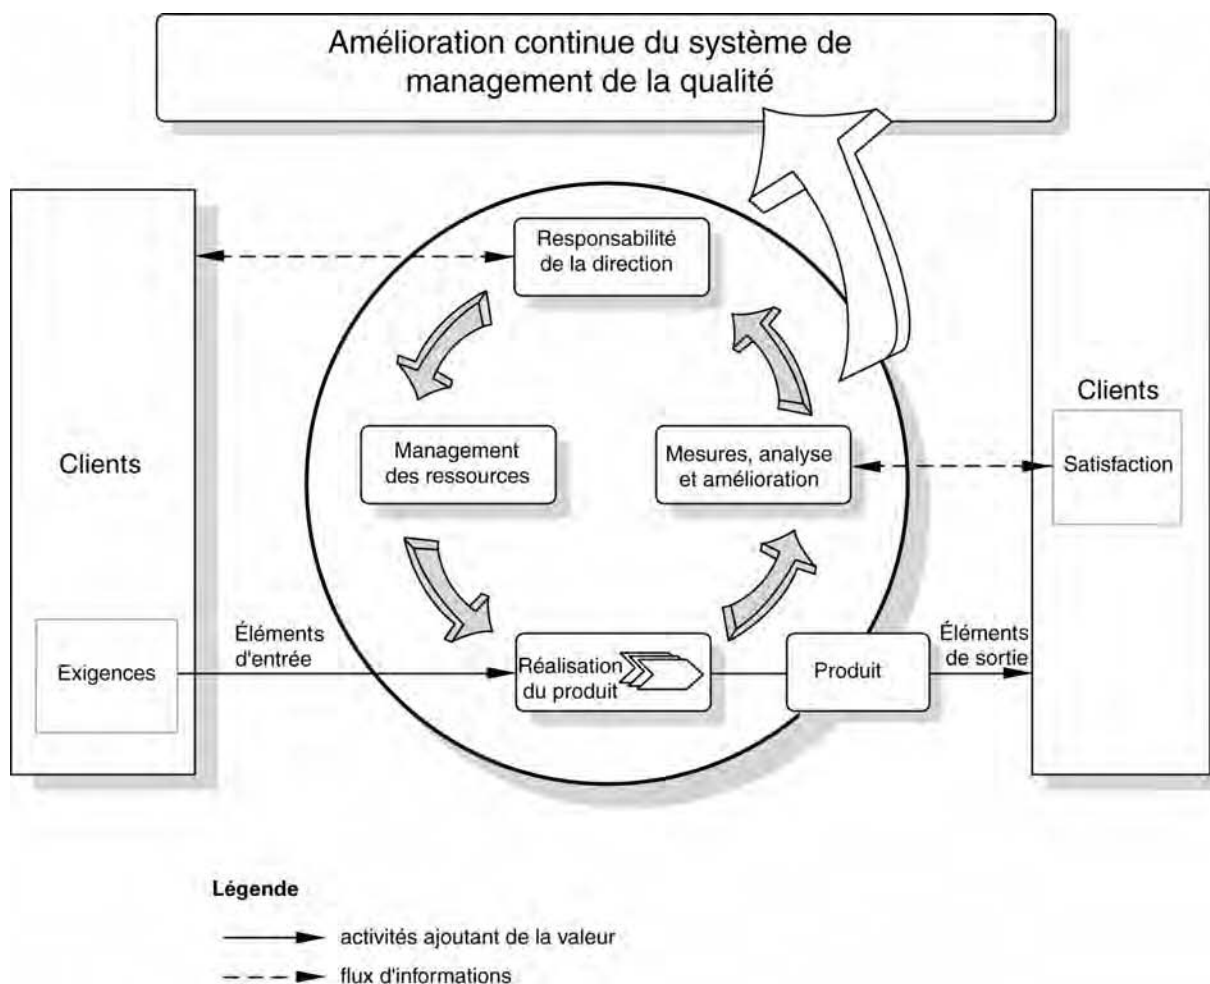 Amélioration continue du système de
management de la qualité
Responsabilité
de la direction
Clients
Management
des ressources
Mesures, analyse
et amélioration
Clients
Satisfaction
Exigences
Éléments
d'entrée
Réalisation
du produit
Produit
Éléments
de sortie
Légende
activités ajoutant de la valeur
flux d'informations